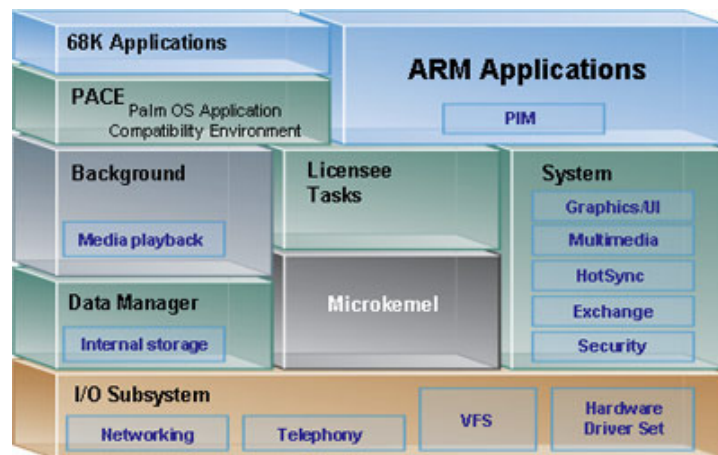 68K Applications
ARM Applications
PIM
PACE
Palm OS Application
Compatibility Environment
Background
Media playback
Licensee
Tasks
System
Graphics/UI
Multimedia
HotSync
Exchange
Security
Data Manager
Internal storage
Microkernel
I/O Subsystem
Networking
Telephony
VFS
Hardware
Driver Set